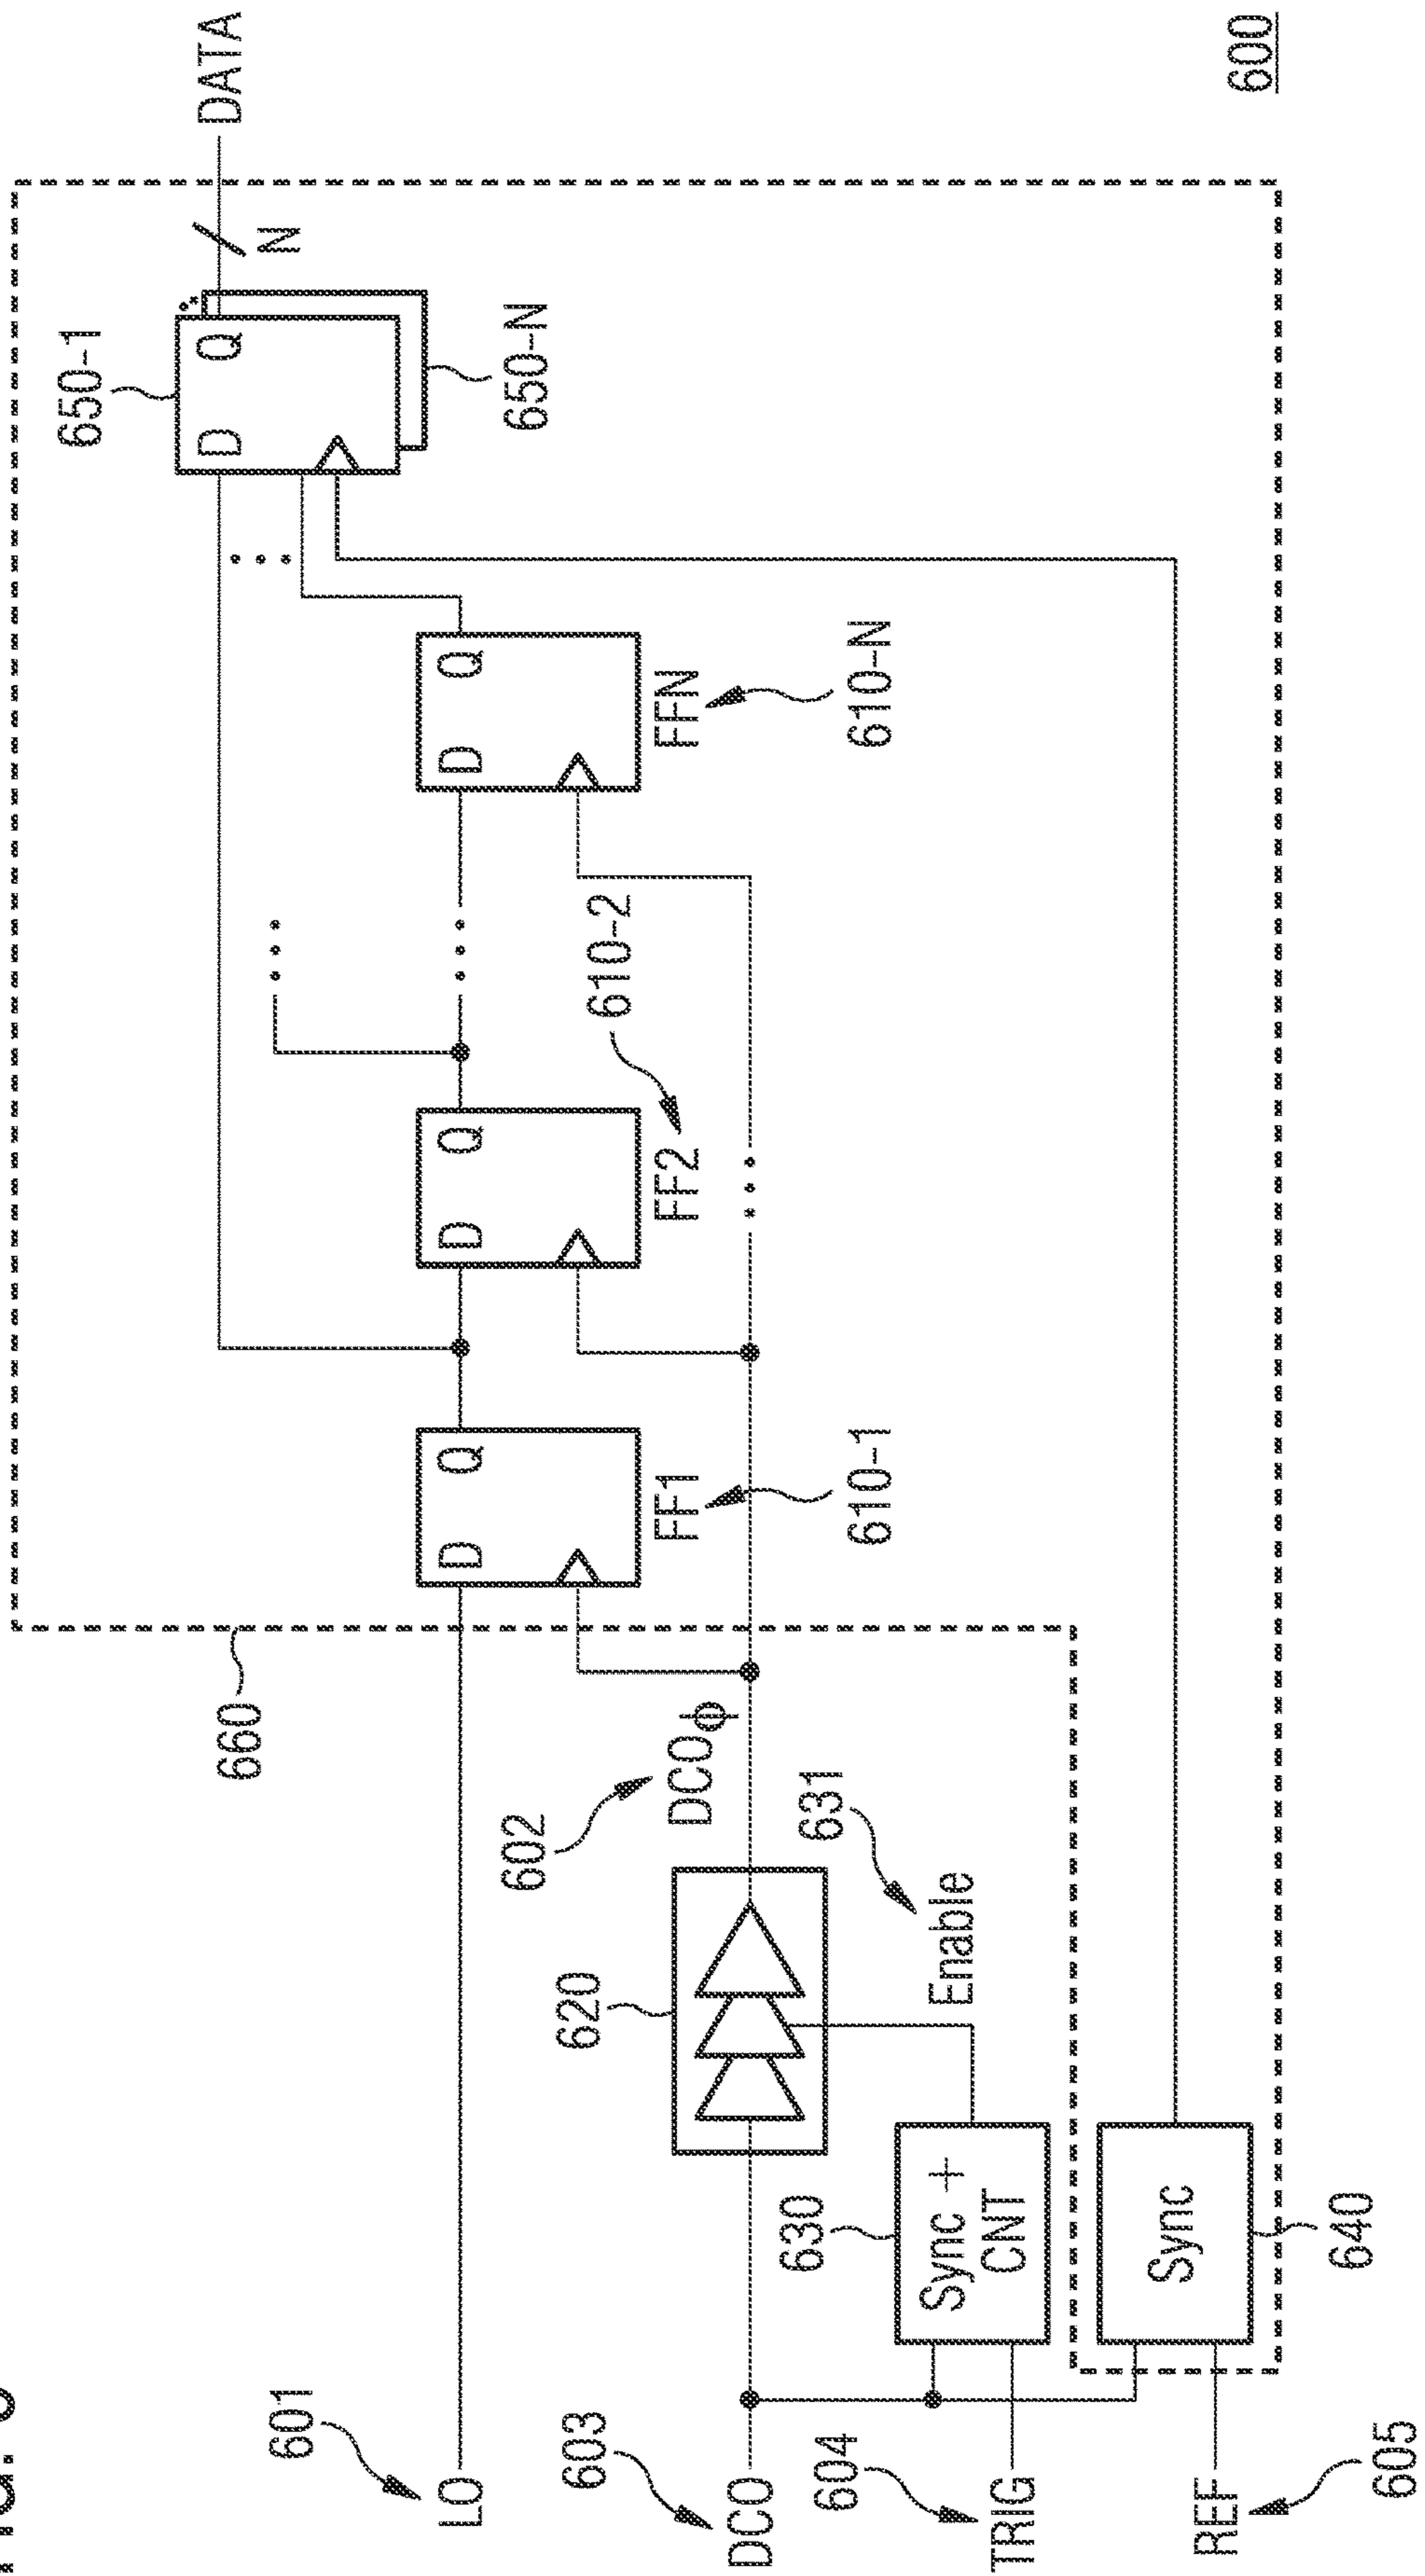 600
DATA
N
650-1
D Q
650-N
660
D Q
FF1
610-1
D Q
FF2
610-2
D Q
FFN
610-N
601
LO
602
DCOϕ
620
631
Enable
603
DCO
604
TRIG
630
Sync +
CNT
Sync
640
REF
605